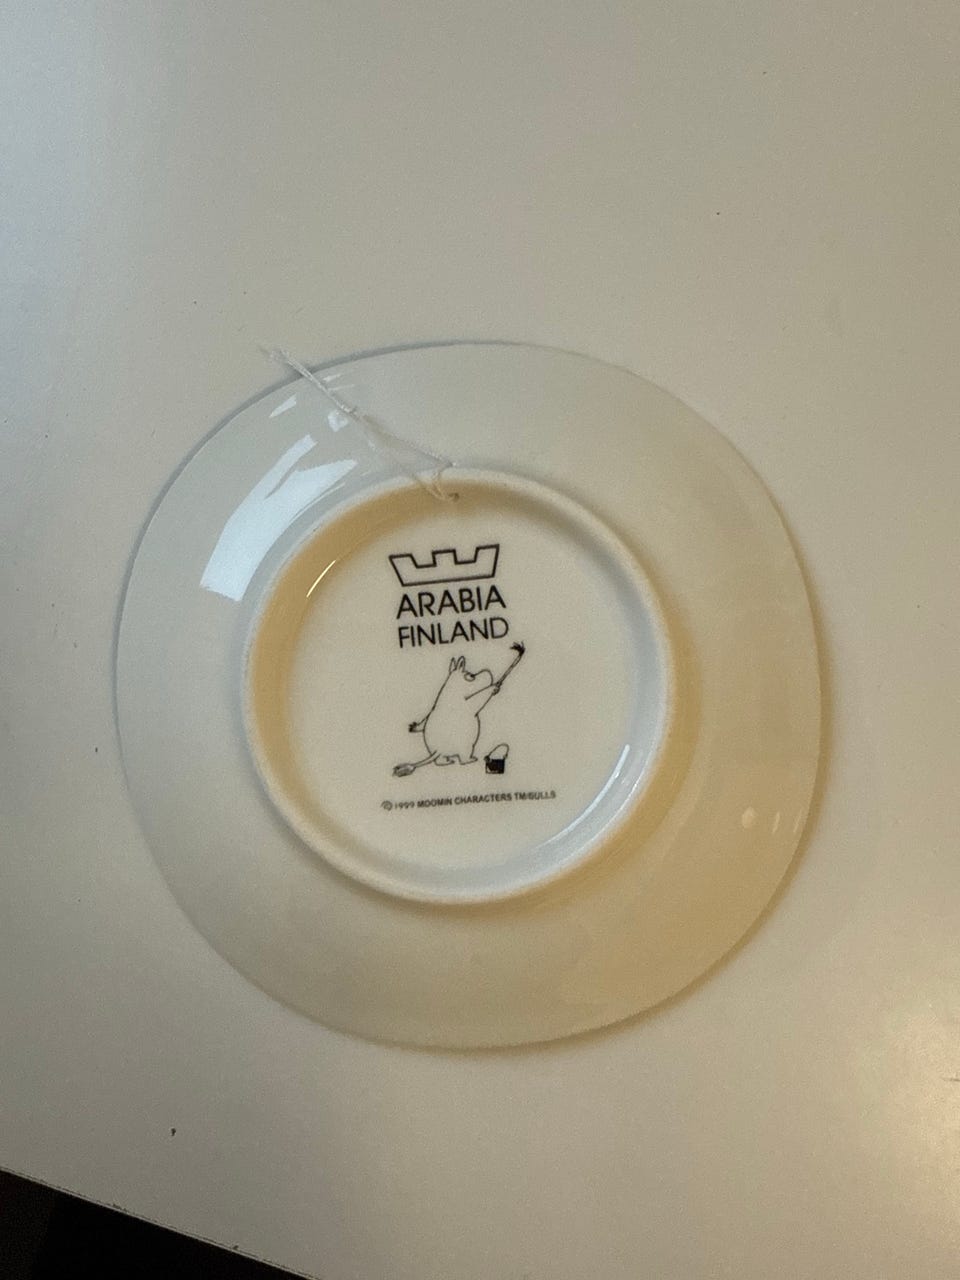 ARABIA
FINLAND
© 1999 MOOMIN CHARACTERS TM/BULLS